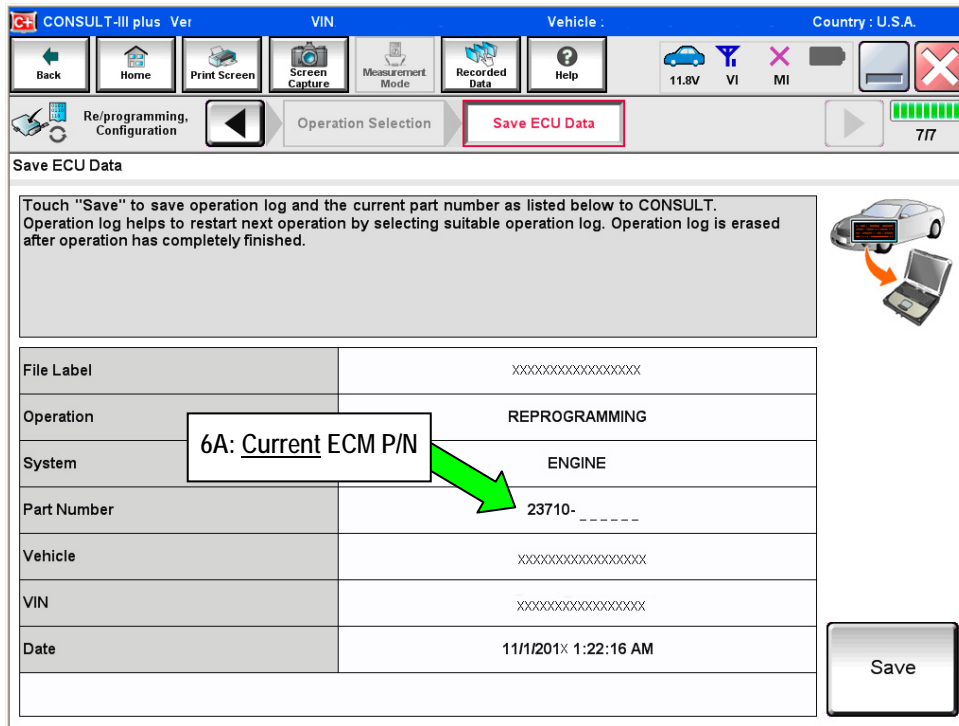 C+ CONSULT-III plus Ver VIN Vehicle : Country : U.S.A.
Back Home Print Screen Screen Capture Measurement Mode Recorded Data Help 11.8V VI MI
Re/programming, Configuration Operation Selection Save ECU Data 7/7
Save ECU Data
Touch "Save" to save operation log and the current part number as listed below to CONSULT.
Operation log helps to restart next operation by selecting suitable operation log. Operation log is erased
after operation has completely finished.
File Label XXXXXXXXXXXXXXXXX
Operation REPROGRAMMING
6A: Current ECM P/N
System ENGINE
Part Number 23710-_ _ _ _ _ _
Vehicle XXXXXXXXXXXXXXXXX
VIN XXXXXXXXXXXXXXXXX
Date 11/1/201X 1:22:16 AM
Save